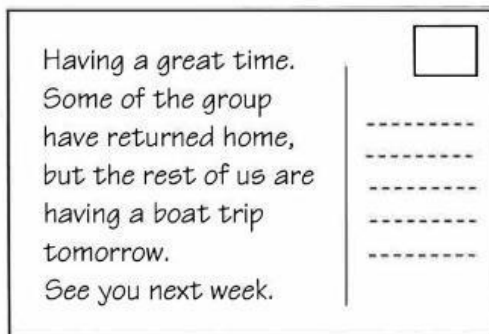 Having a great time.
Some of the group
have returned home,
but the rest of us are
having a boat trip
tomorrow.
See you next week.